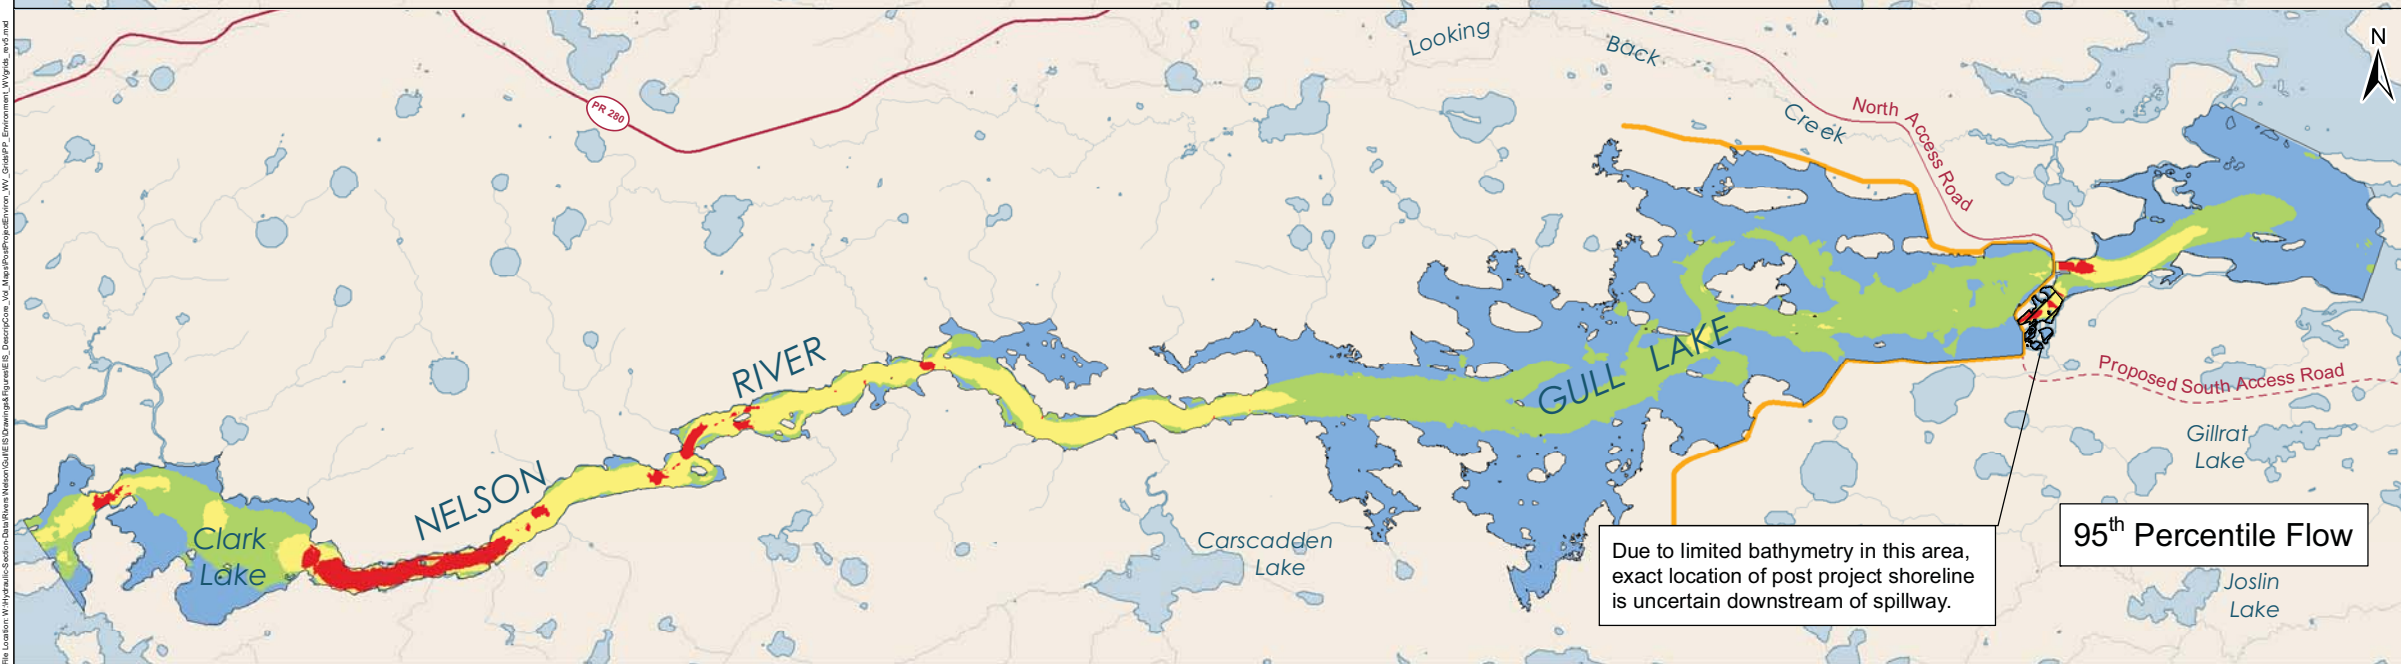 Looking
Back
Creek
North Access Road
N
PR 280
RIVER
NELSON
GULL LAKE
Proposed South Access Road
Gillrat
Lake
Clark
Lake
Carscadden
Lake
Due to limited bathymetry in this area,
exact location of post project shoreline
is uncertain downstream of spillway.
95th Percentile Flow
Joslin
Lake